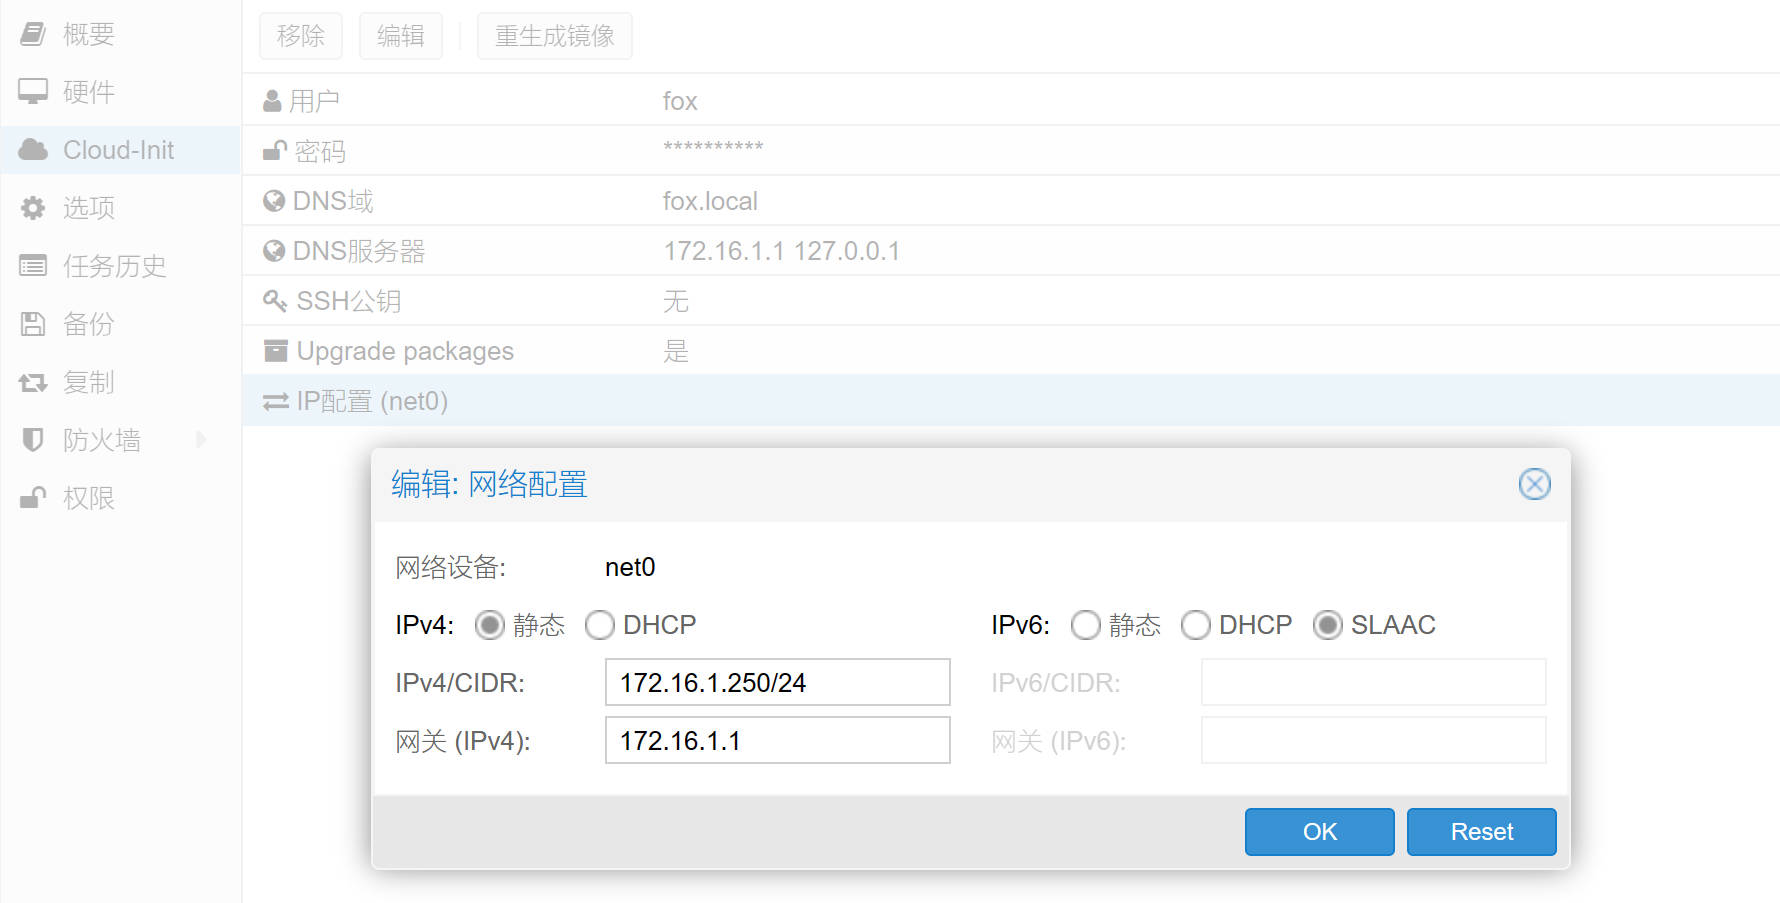 概要
硬件
Cloud-Init
选项
任务历史
备份
复制
防火墙
权限
移除 编辑 重生成镜像
用户 fox
密码 **********
DNS域 fox.local
DNS服务器 172.16.1.1 127.0.0.1
SSH公钥 无
Upgrade packages 是
IP配置 (net0)
编辑: 网络配置
网络设备: net0
IPv4: 静态 DHCP IPv6: 静态 DHCP SLAAC
IPv4/CIDR: 172.16.1.250/24 IPv6/CIDR:
网关 (IPv4): 172.16.1.1 网关 (IPv6):
OK Reset